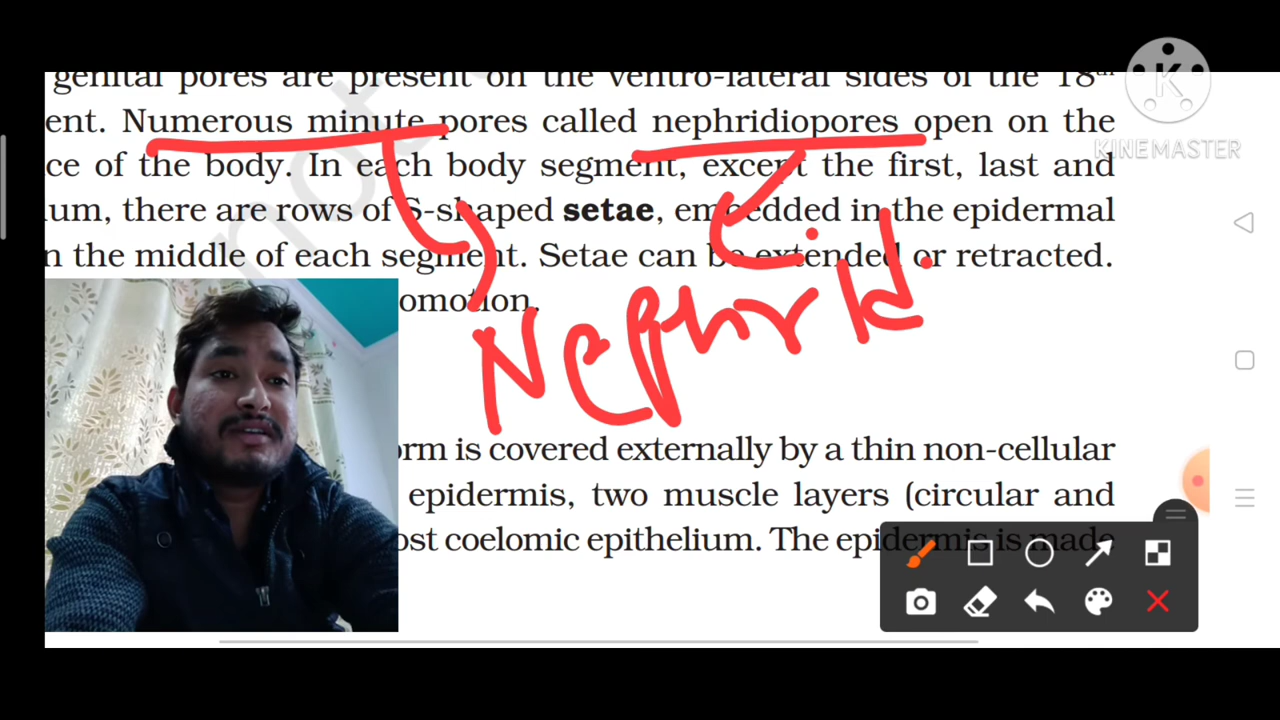 genital pores are present on the ventro-lateral sides of the 18th
ent. Numerous minute pores called nephridiopores open on the
ce of the body. In each body segment, except the first, last and
um, there are rows of S-shaped setae, embedded in the epidermal
n the middle of each segment. Setae can be extended or retracted.
omotion.
Nephrid
orm is covered externally by a thin non-cellular
epidermis, two muscle layers (circular and
ost coelomic epithelium. The epidermis is made
not
K
KINEMASTER